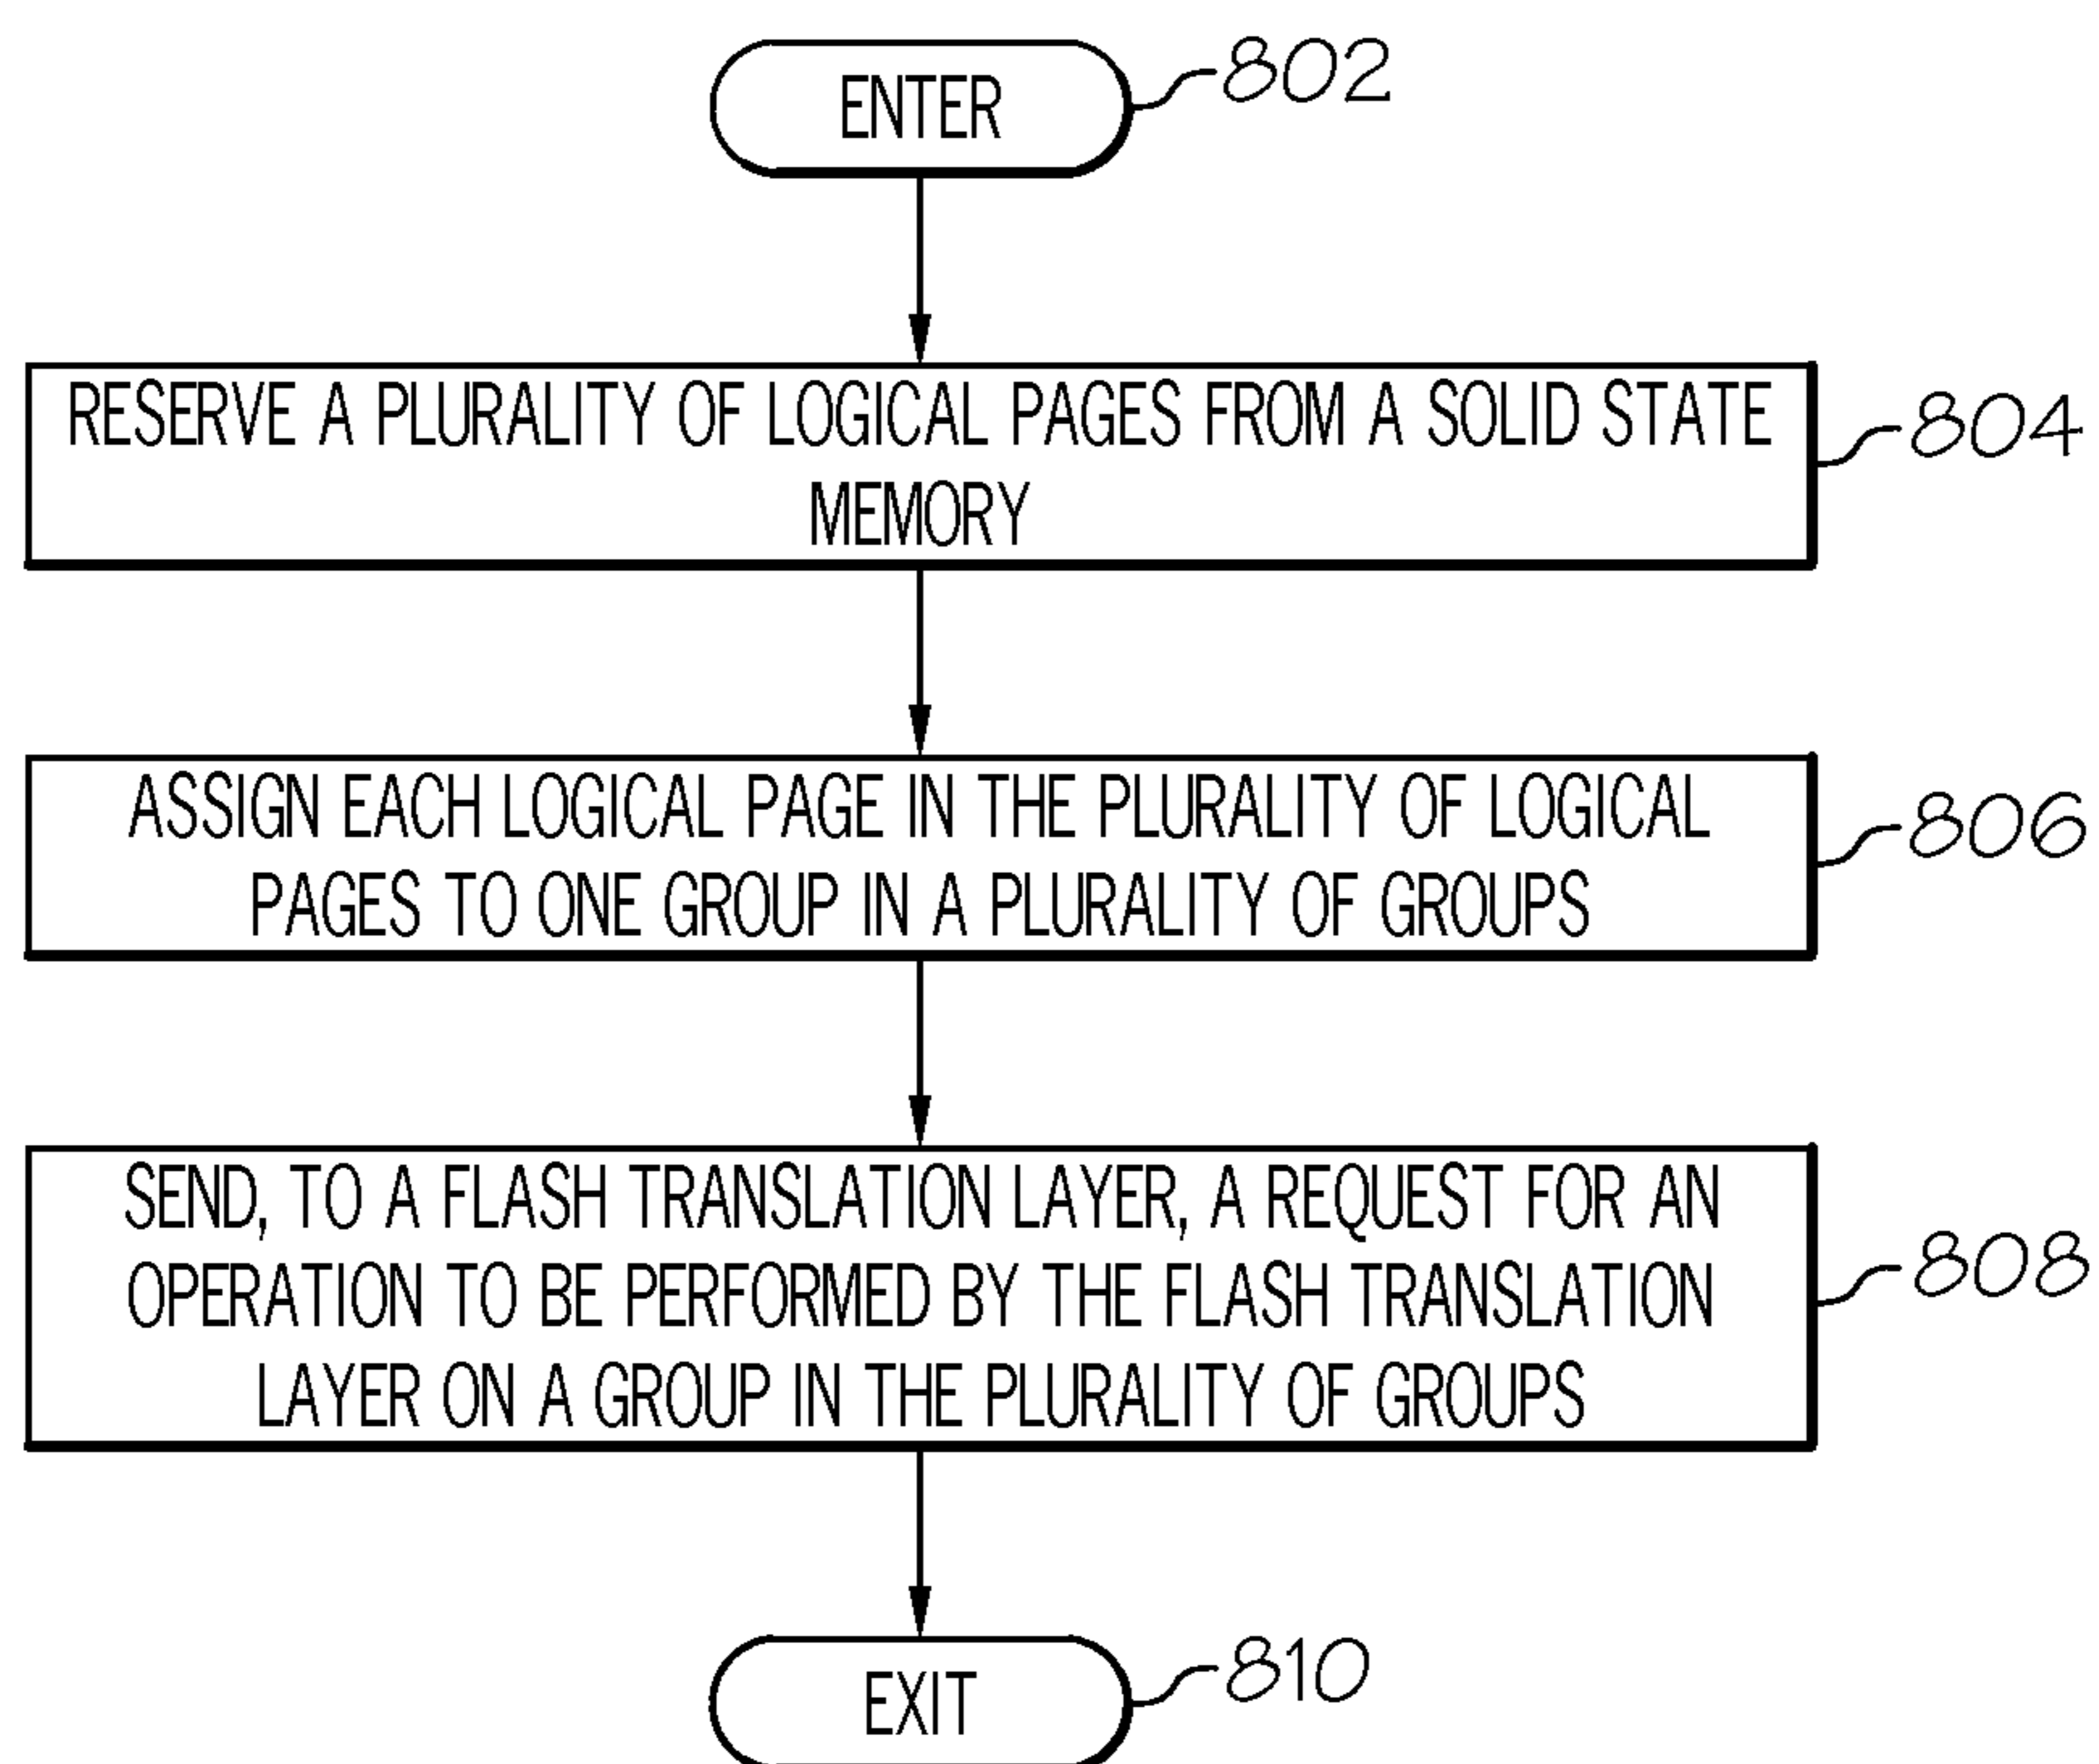 ENTER
802
RESERVE A PLURALITY OF LOGICAL PAGES FROM A SOLID STATE
MEMORY
804
ASSIGN EACH LOGICAL PAGE IN THE PLURALITY OF LOGICAL
PAGES TO ONE GROUP IN A PLURALITY OF GROUPS
806
SEND, TO A FLASH TRANSLATION LAYER, A REQUEST FOR AN
OPERATION TO BE PERFORMED BY THE FLASH TRANSLATION
LAYER ON A GROUP IN THE PLURALITY OF GROUPS
808
EXIT
810